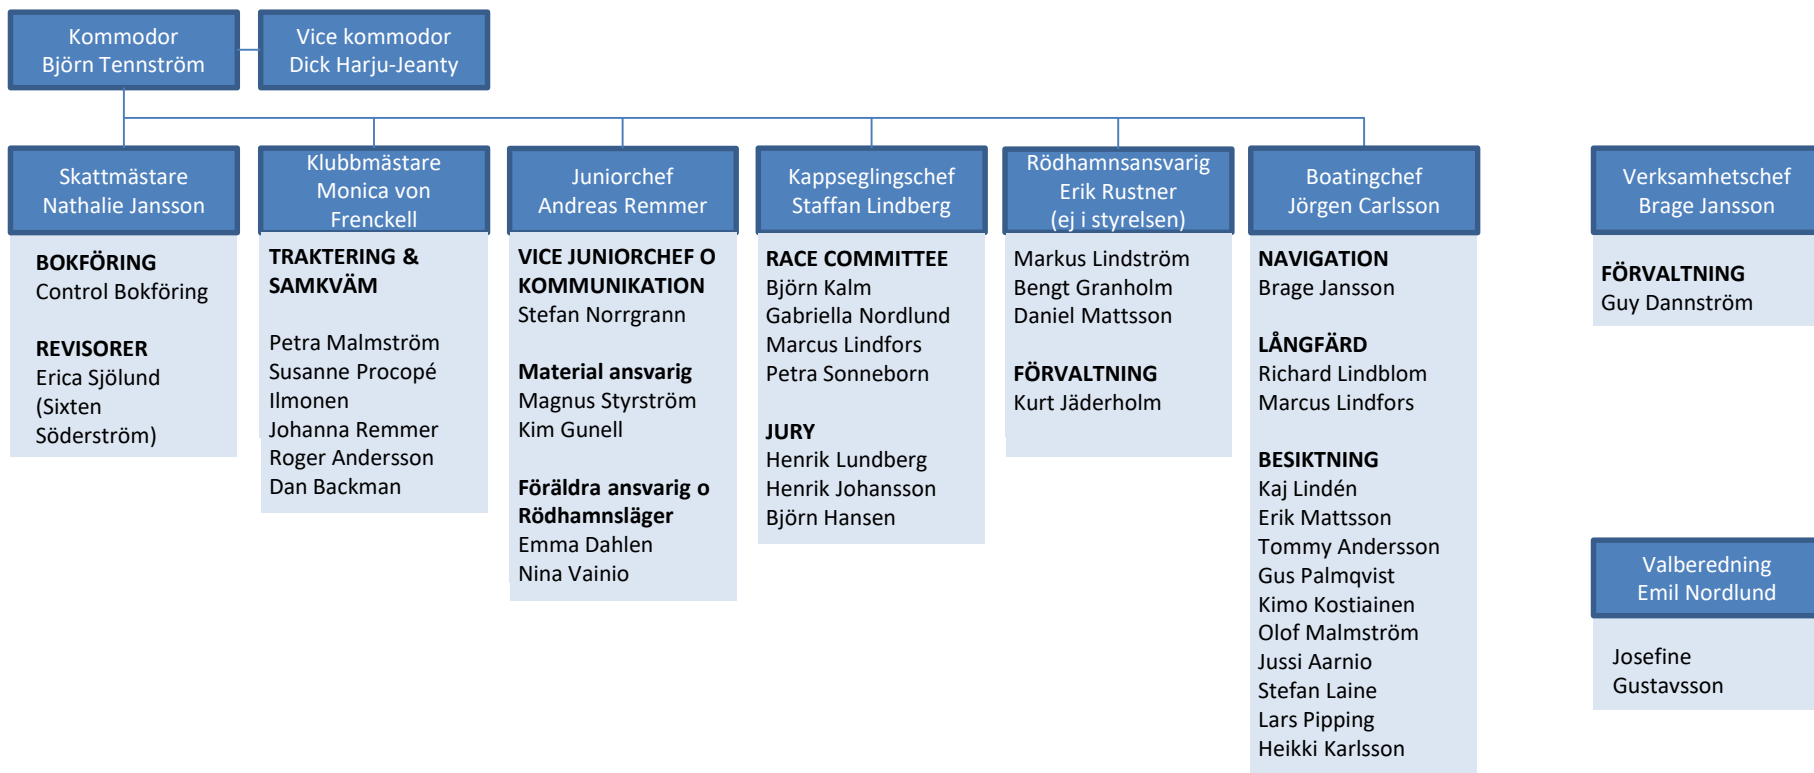 Kommodor
Björn Tennström
Vice kommodor
Dick Harju-Jeanty
Skattmästare
Nathalie Jansson
BOKFÖRING
Control Bokföring
REVISORER
Erica Sjölund
(Sixten
Söderström)
Klubbmästare
Monica von
Frenckell
TRAKTERING &
SAMKVÄM
Petra Malmström
Susanne Procopé
Ilmonen
Johanna Remmer
Roger Andersson
Dan Backman
Juniorchef
Andreas Remmer
VICE JUNIORCHEF O
KOMMUNIKATION
Stefan Norrgrann
Material ansvarig
Magnus Styrström
Kim Gunell
Föräldra ansvarig o
Rödhamnsläger
Emma Dahlen
Nina Vainio
Kappseglingschef
Staffan Lindberg
RACE COMMITTEE
Björn Kalm
Gabriella Nordlund
Marcus Lindfors
Petra Sonneborn
JURY
Henrik Lundberg
Henrik Johansson
Björn Hansen
Rödhamnsansvarig
Erik Rustner
(ej i styrelsen)
Markus Lindström
Bengt Granholm
Daniel Mattsson
FÖRVALTNING
Kurt Jäderholm
Boatingchef
Jörgen Carlsson
NAVIGATION
Brage Jansson
LÅNGFÄRD
Richard Lindblom
Marcus Lindfors
BESIKTNING
Kaj Lindén
Erik Mattsson
Tommy Andersson
Gus Palmqvist
Kimo Kostiainen
Olof Malmström
Jussi Aarnio
Stefan Laine
Lars Pipping
Heikki Karlsson
Verksamhetschef
Brage Jansson
FÖRVALTNING
Guy Dannström
Valberedning
Emil Nordlund
Josefine
Gustavsson